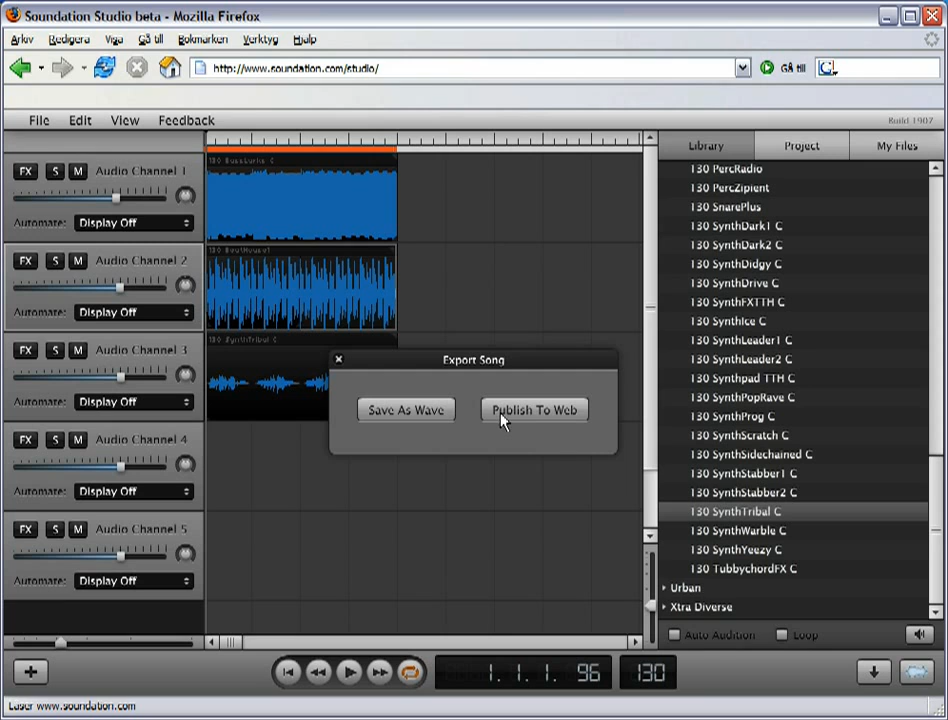 Soundation Studio beta - Mozilla Firefox
Arkiv Redigera Visa Gå till Bokmärken Verktyg Hjälp
http://www.soundation.com/studio/ Gå till
File Edit View Feedback Build 1907
Library Project My Files
FX S M Audio Channel 1
Automate: Display Off
FX S M Audio Channel 2
Automate: Display Off
FX S M Audio Channel 3
Automate: Display Off
FX S M Audio Channel 4
Automate: Display Off
FX S M Audio Channel 5
Automate: Display Off
130 BeatHouse1
130 SynthTribal C
Export Song
Save As Wave Publish To Web
130 PercRadio
130 PercZipient
130 SnarePlus
130 SynthDark1 C
130 SynthDark2 C
130 SynthDidgy C
130 SynthDrive C
130 SynthFXTTH C
130 SynthIce C
130 SynthLeader1 C
130 SynthLeader2 C
130 Synthpad TTH C
130 SynthPopRave C
130 SynthProg C
130 SynthScratch C
130 SynthSidechained C
130 SynthStabber1 C
130 SynthStabber2 C
130 SynthTribal C
130 SynthWarble C
130 SynthYeezy C
130 TubbychordFX C
Urban
Xtra Diverse
Auto Audition Loop
1. 1. 1. 96 130
Läser www.soundation.com